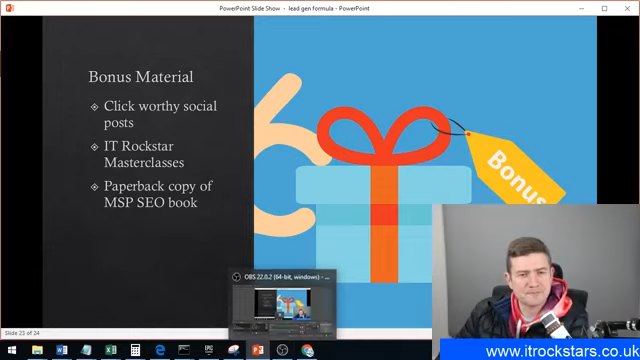 PowerPoint Slide Show - lead gen formula - PowerPoint
Bonus Material
Click worthy social
posts
IT Rockstar
Masterclasses
Paperback copy of
MSP SEO book
Bonus
OBS 22.0.2 (64-bit, windows) - ...
Slide 23 of 24
www.itrockstars.co.uk